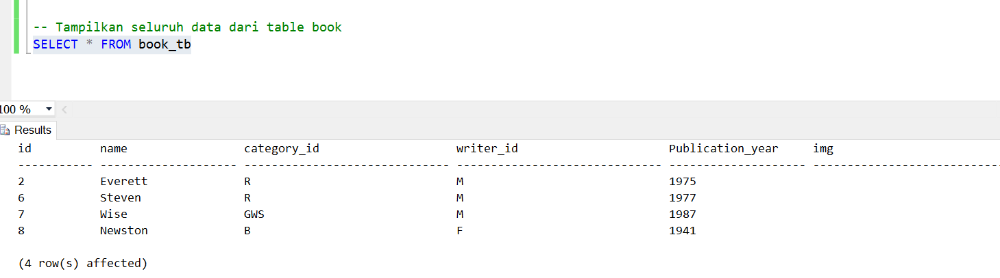 -- Tampilkan seluruh data dari table book
SELECT * FROM book_tb
100 %
Results
id name category_id writer_id Publication_year img
----------- -------------------- ------------------------------ ------------------------------ -------------------- ----------------------------
2 Everett R M 1975
6 Steven R M 1977
7 Wise GWS M 1987
8 Newston B F 1941
(4 row(s) affected)